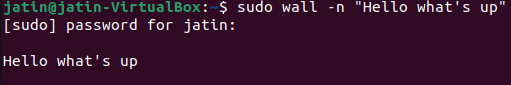 jatin@jatin-VirtualBox:~$ sudo wall -n "Hello what's up"
[sudo] password for jatin:
Hello what's up